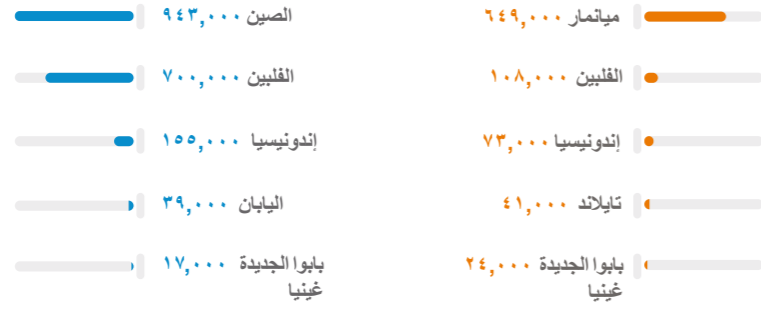 ميانمار ٦٤٩,٠٠٠
الفلبين ١٠٨,٠٠٠
إندونيسيا ٧٣,٠٠٠
تايلاند ٤١,٠٠٠
بابوا الجديدة ٢٤,٠٠٠
غينيا
الصين ٩٤٣,٠٠٠
الفلبين ٧٠٠,٠٠٠
إندونيسيا ١٥٥,٠٠٠
اليابان ٣٩,٠٠٠
بابوا الجديدة ١٧,٠٠٠
غينيا